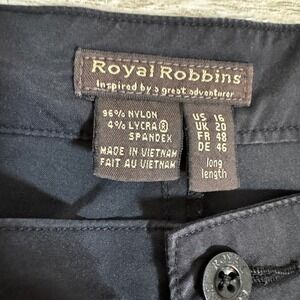 Royal Robbins
Inspired by a great adventurer
96% NYLON
4% LYCRA®
SPANDEX
MADE IN VIETNAM
FAIT AU VIETNAM
US 16
UK 20
FR 48
DE 46
long
length
ROYAL